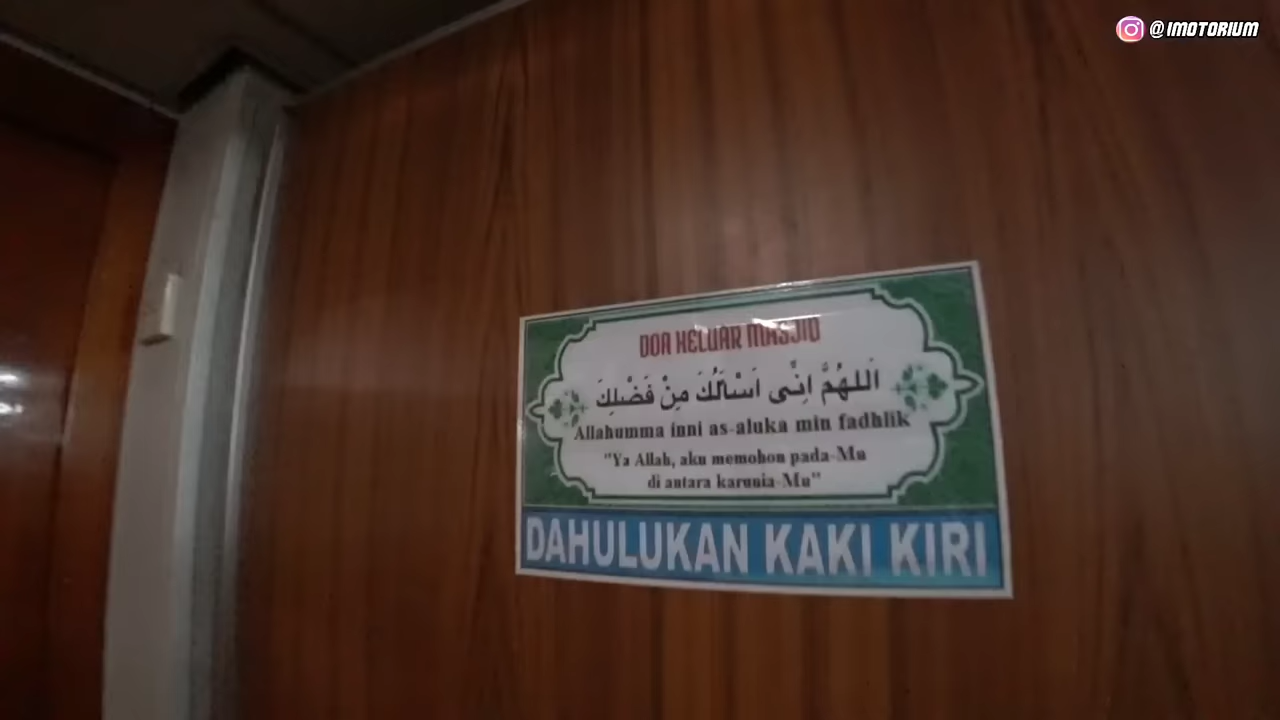 @IMOTORIUM
DOA KELUAR MASJID
اَللهُمَّ اِنِّى اَسْأَلُكَ مِنْ فَضْلِكَ
Allahumma inni as-aluka min fadhlik
"Ya Allah, aku memohon pada-Mu
di antara karunia-Mu"
DAHULUKAN KAKI KIRI